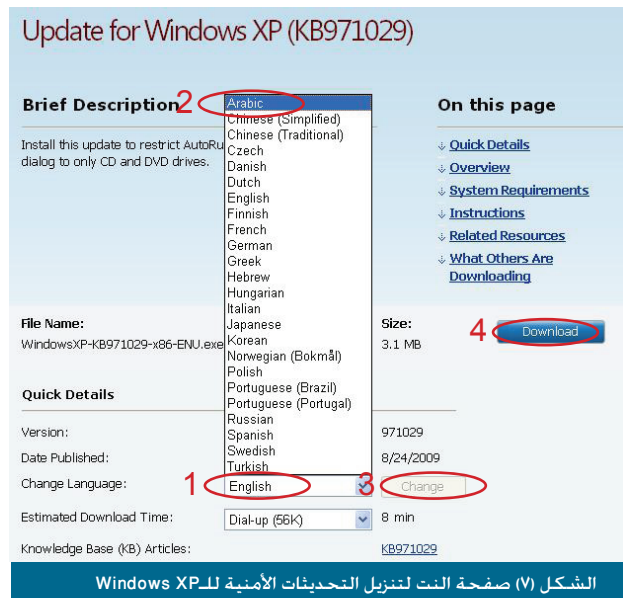 Update for Windows XP (KB971029)
Brief Description
Install this update to restrict AutoRu
dialog to only CD and DVD drives.
2
Arabic
Chinese (Simplified)
Chinese (Traditional)
Czech
Danish
Dutch
English
Finnish
French
German
Greek
Hebrew
Hungarian
Italian
Japanese
Korean
Norwegian (Bokmål)
Polish
Portuguese (Brazil)
Portuguese (Portugal)
Russian
Spanish
Swedish
Turkish
On this page
Quick Details
Overview
System Requirements
Instructions
Related Resources
What Others Are
Downloading
File Name:
WindowsXP-KB971029-x86-ENU.exe
Size:
3.1 MB
4
Download
Quick Details
Version:
971029
Date Published:
8/24/2009
Change Language:
1
English
3
Change
Estimated Download Time:
Dial-up (56K)
8 min
Knowledge Base (KB) Articles:
KB971029
الشكل (٧) صفحة النت لتنزيل التحديثات الأمنية للـWindows XP